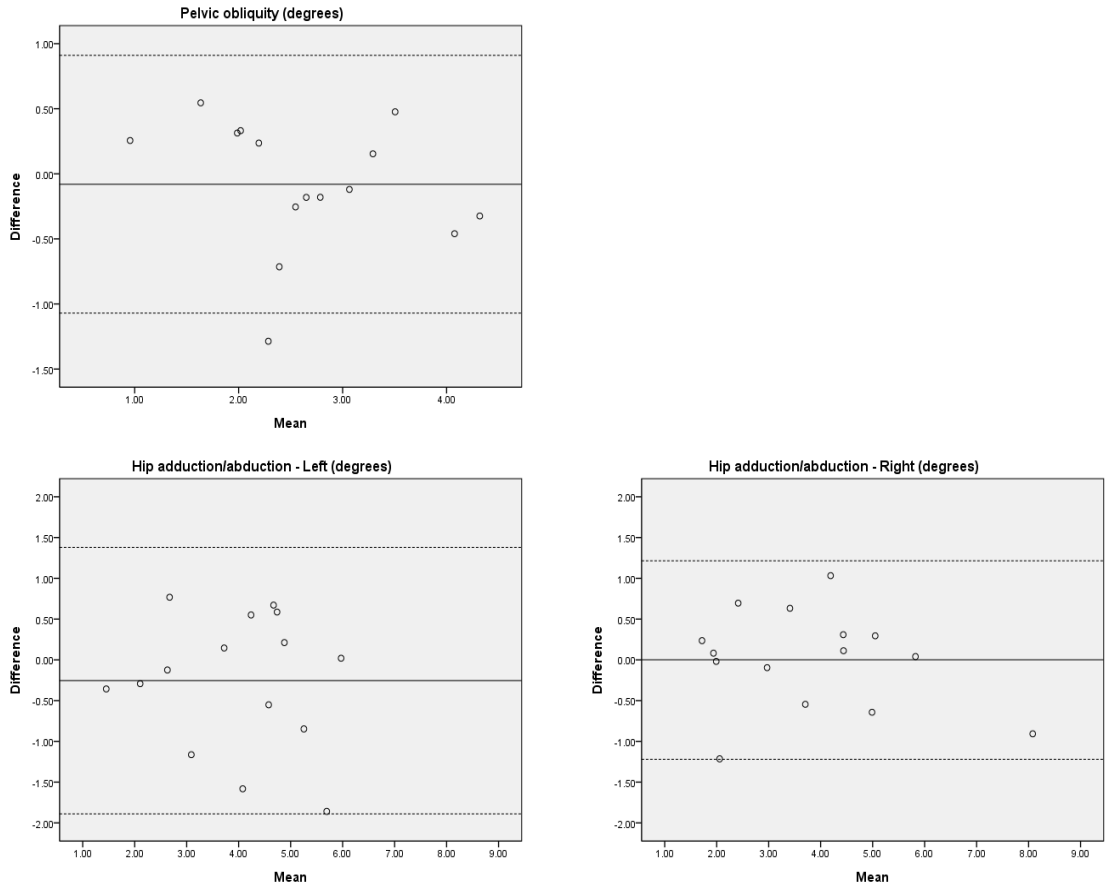 Pelvic obliquity (degrees)
1.00
0.50
0.00
-0.50
-1.00
-1.50
Difference
1.00 2.00 3.00 4.00
Mean
Hip adduction/abduction - Left (degrees)
2.00
1.50
1.00
0.50
0.00
-0.50
-1.00
-1.50
-2.00
Difference
1.00 2.00 3.00 4.00 5.00 6.00 7.00 8.00 9.00
Mean
Hip adduction/abduction - Right (degrees)
2.00
1.50
1.00
0.50
0.00
-0.50
-1.00
-1.50
-2.00
Difference
1.00 2.00 3.00 4.00 5.00 6.00 7.00 8.00 9.00
Mean